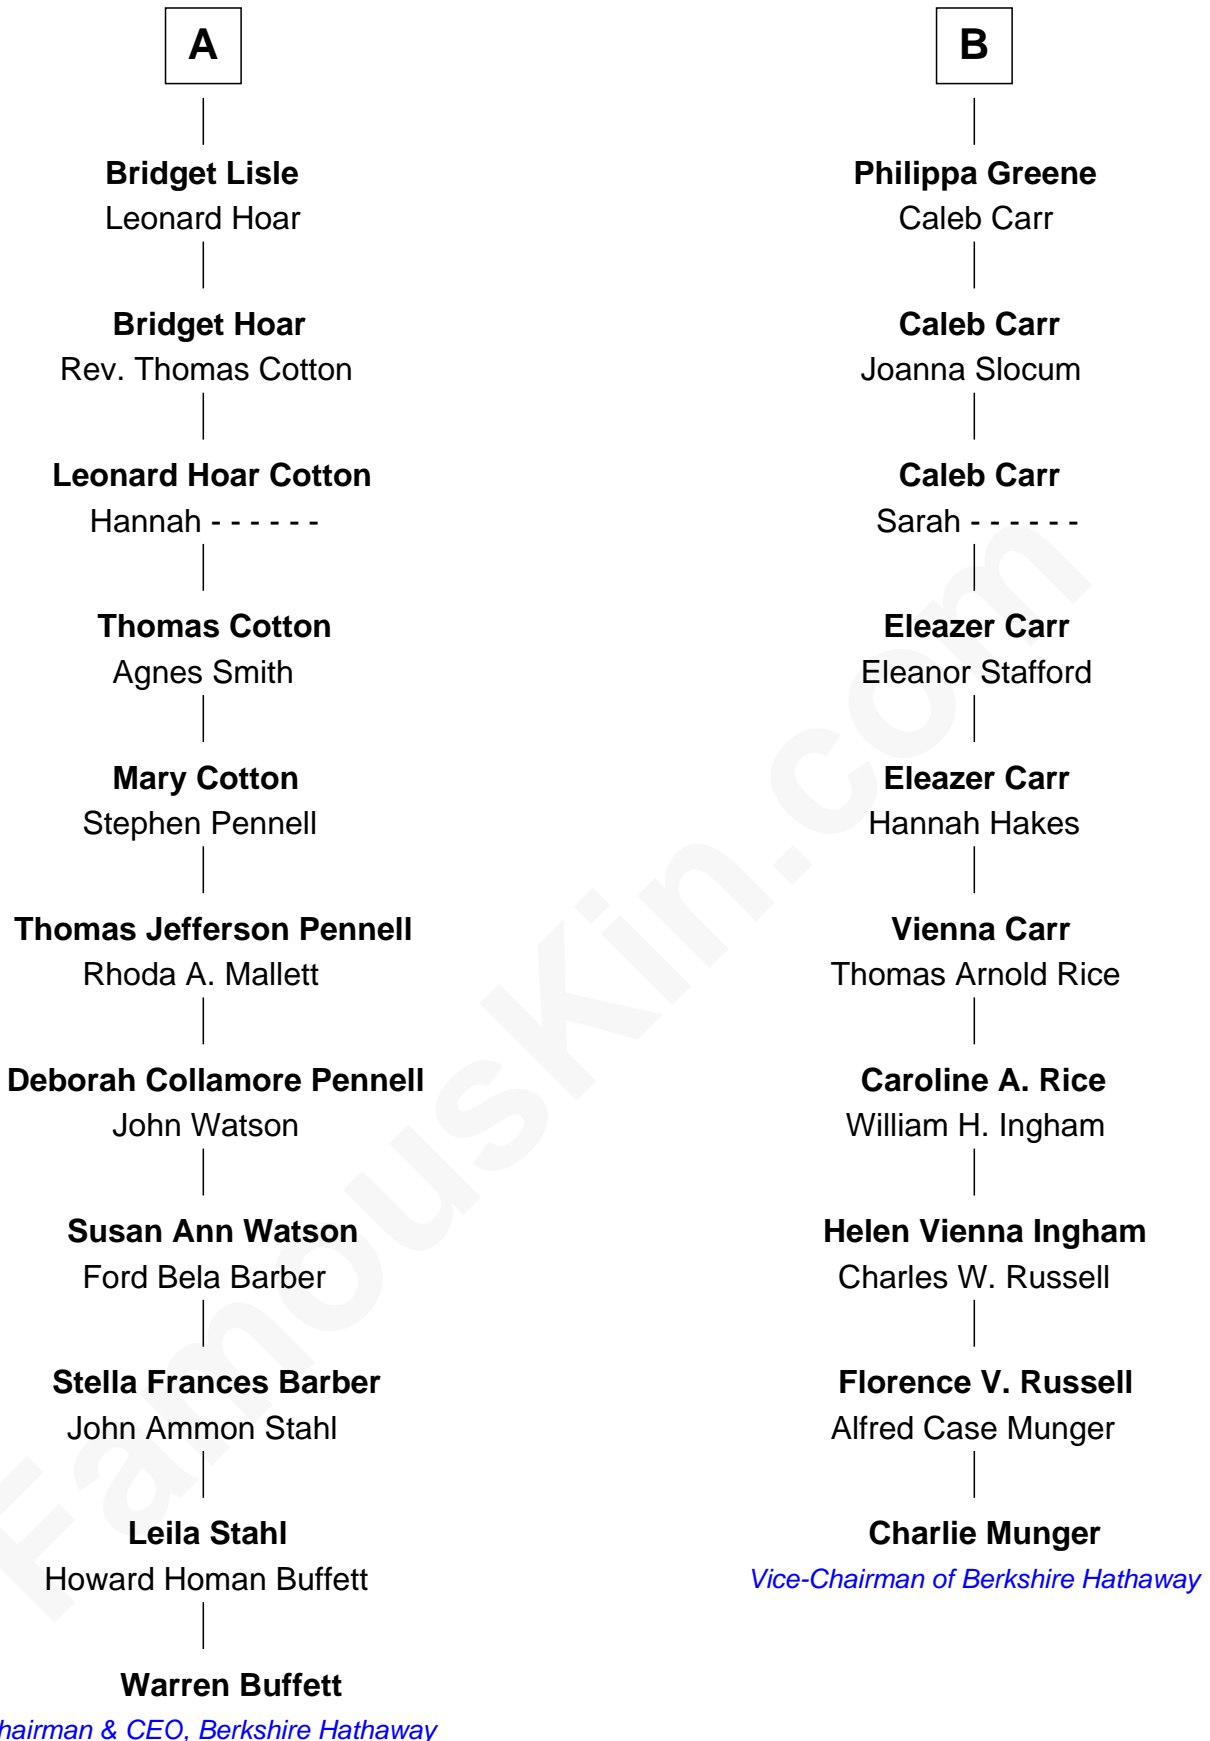 A
Bridget Lisle
Leonard Hoar
Bridget Hoar
Rev. Thomas Cotton
Leonard Hoar Cotton
Hannah - - - - - -
Thomas Cotton
Agnes Smith
Mary Cotton
Stephen Pennell
Thomas Jefferson Pennell
Rhoda A. Mallett
Deborah Collamore Pennell
John Watson
Susan Ann Watson
Ford Bela Barber
Stella Frances Barber
John Ammon Stahl
Leila Stahl
Howard Homan Buffett
Warren Buffett
hairman & CEO, Berkshire Hathaway
B
Philippa Greene
Caleb Carr
Caleb Carr
Joanna Slocum
Caleb Carr
Sarah - - - - - -
Eleazer Carr
Eleanor Stafford
Eleazer Carr
Hannah Hakes
Vienna Carr
Thomas Arnold Rice
Caroline A. Rice
William H. Ingham
Helen Vienna Ingham
Charles W. Russell
Florence V. Russell
Alfred Case Munger
Charlie Munger
Vice-Chairman of Berkshire Hathaway
FamousKin.com